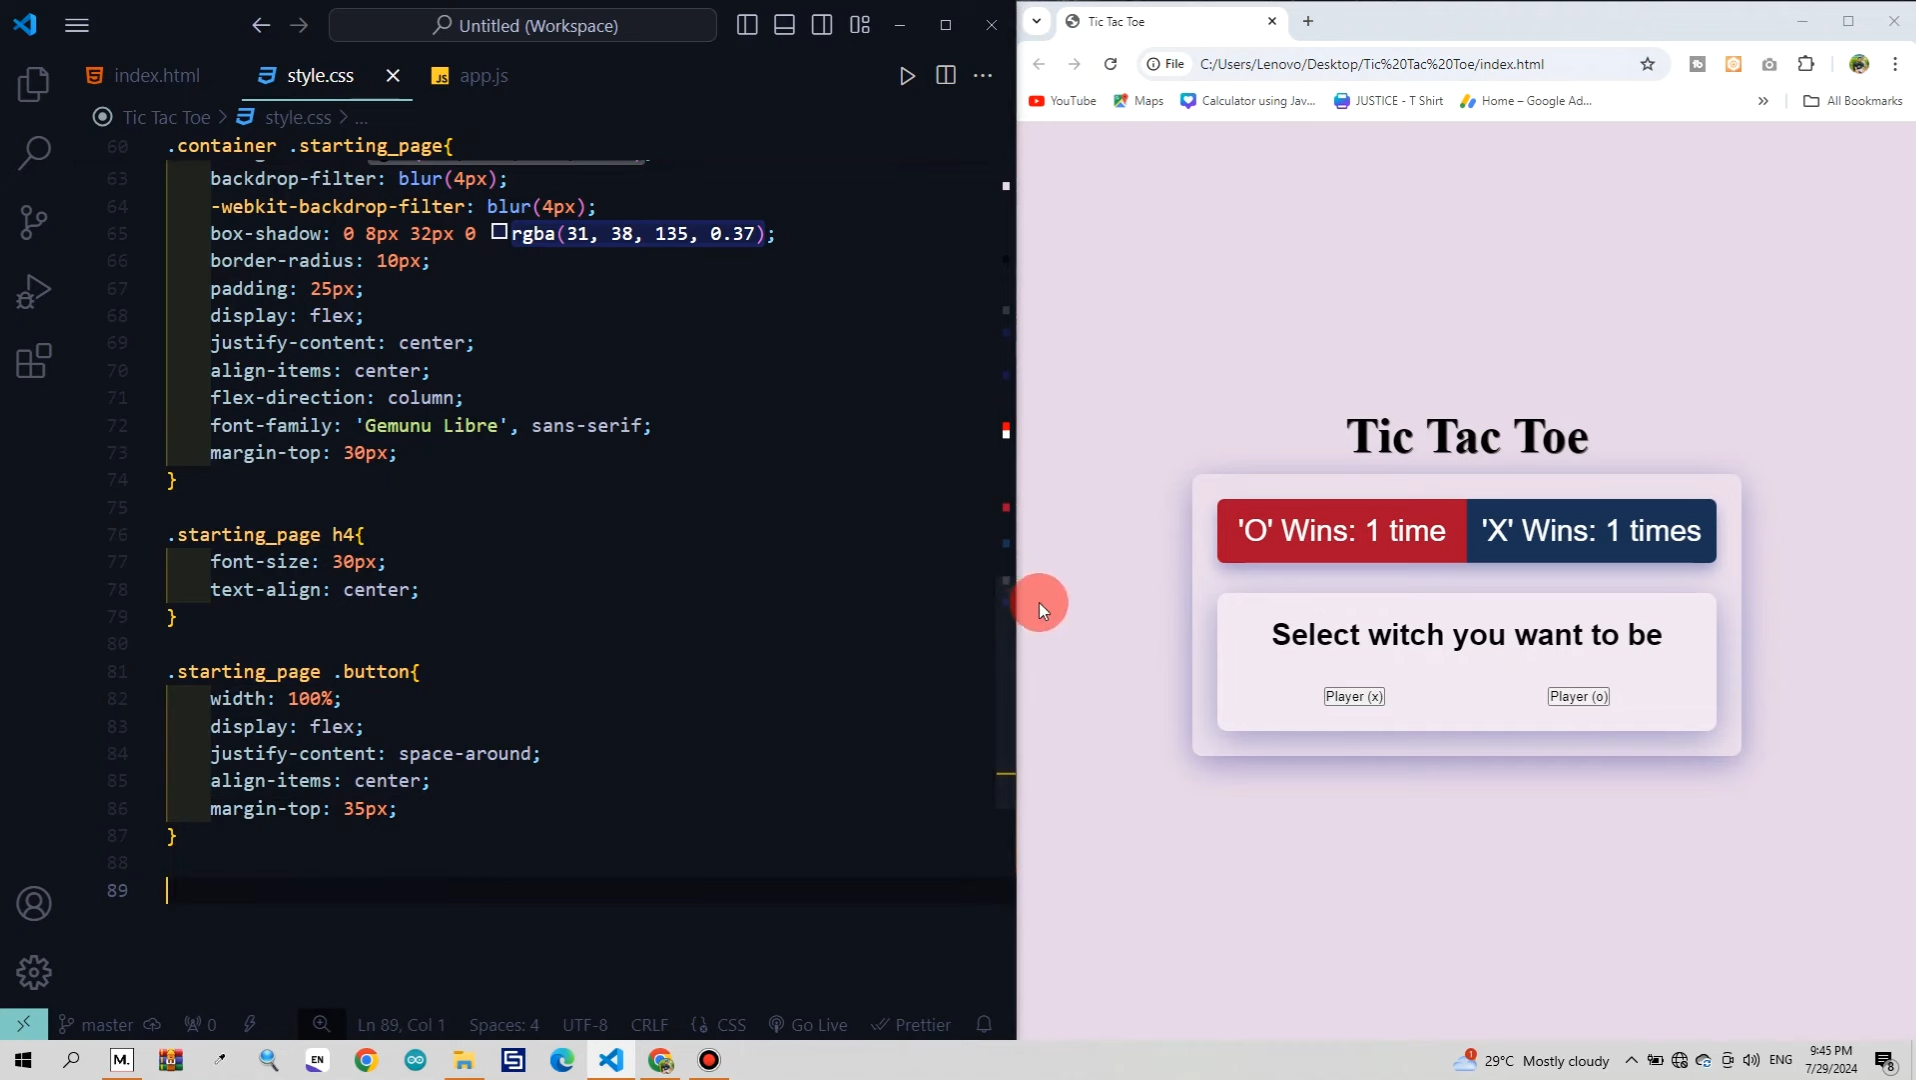 Untitled (Workspace)
index.html
style.css
app.js
Tic Tac Toe > style.css > ...
60 .container .starting_page{
63 backdrop-filter: blur(4px);
64 -webkit-backdrop-filter: blur(4px);
65 box-shadow: 0 8px 32px 0 rgba(31, 38, 135, 0.37);
66 border-radius: 10px;
67 padding: 25px;
68 display: flex;
69 justify-content: center;
70 align-items: center;
71 flex-direction: column;
72 font-family: 'Gemunu Libre', sans-serif;
73 margin-top: 30px;
74 }
75
76 .starting_page h4{
77 font-size: 30px;
78 text-align: center;
79 }
80
81 .starting_page .button{
82 width: 100%;
83 display: flex;
84 justify-content: space-around;
85 align-items: center;
86 margin-top: 35px;
87 }
88
89
master
0
Ln 89, Col 1
Spaces: 4
UTF-8
CRLF
{} CSS
Go Live
Prettier
Tic Tac Toe
File
C:/Users/Lenovo/Desktop/Tic%20Tac%20Toe/index.html
YouTube
Maps
Calculator using Jav...
JUSTICE - T Shirt
Home – Google Ad...
All Bookmarks
Tic Tac Toe
'O' Wins: 1 time
'X' Wins: 1 times
Select witch you want to be
Player (x)
Player (o)
M.
EN
29°C Mostly cloudy
ENG
9:45 PM
7/29/2024
8